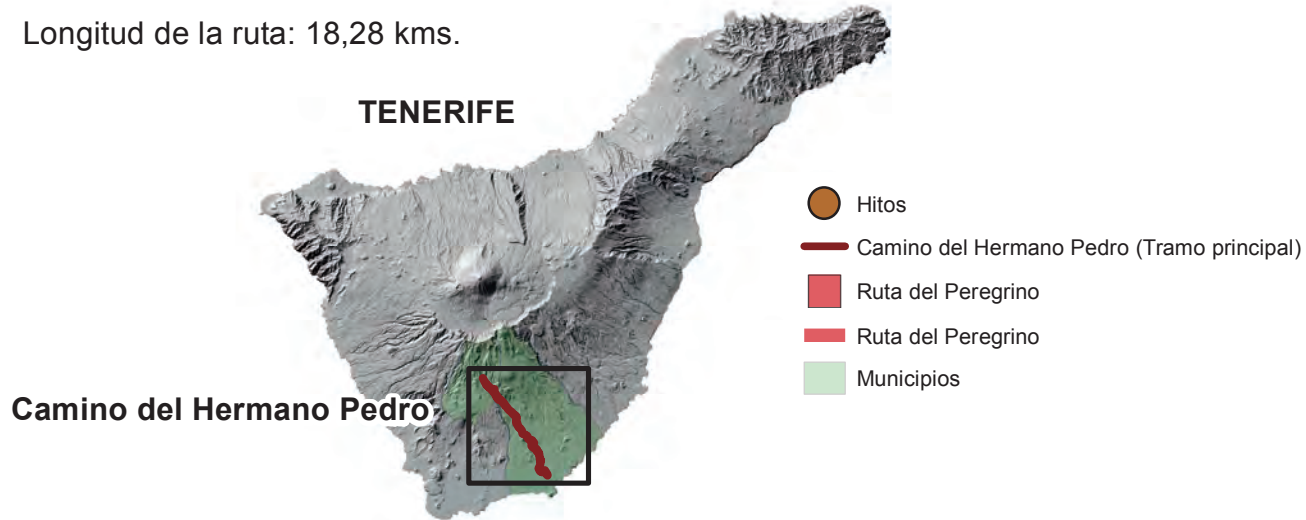 Longitud de la ruta: 18,28 kms.
TENERIFE
Hitos
Camino del Hermano Pedro (Tramo principal)
Ruta del Peregrino
Ruta del Peregrino
Municipios
Camino del Hermano Pedro